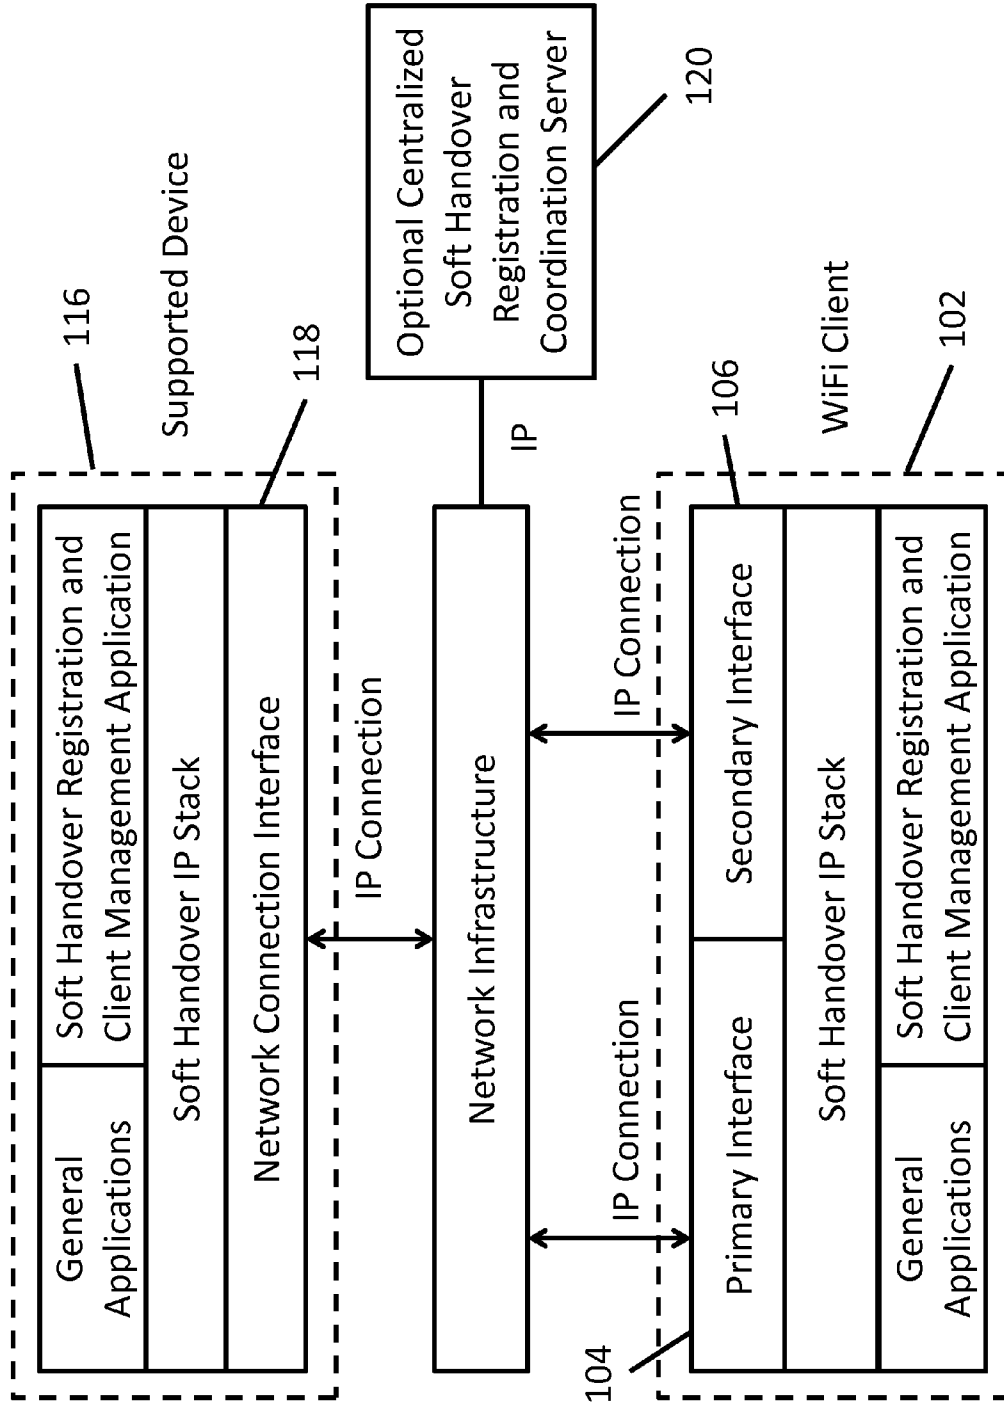 116
Supported Device
General
Applications
Soft Handover Registration and
Client Management Application
Soft Handover IP Stack
Network Connection Interface
118
IP Connection
Network Infrastructure
IP
Optional Centralized
Soft Handover
Registration and
Coordination Server
120
IP Connection
IP Connection
104
Primary Interface
Secondary Interface
106
Soft Handover IP Stack
WiFi Client
General
Applications
Soft Handover Registration and
Client Management Application
102